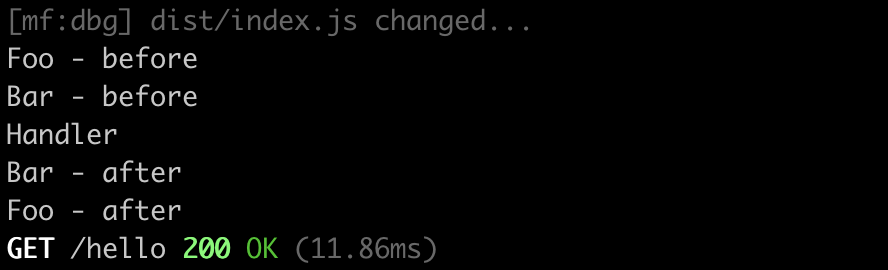 [mf:dbg] dist/index.js changed...
Foo - before
Bar - before
Handler
Bar - after
Foo - after
GET /hello 200 OK (11.86ms)